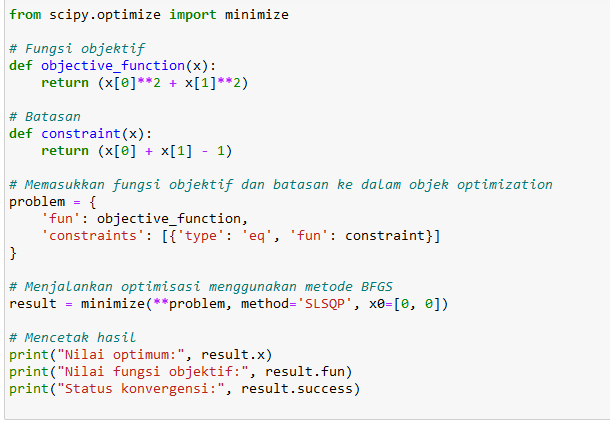 from scipy.optimize import minimize
# Fungsi objektif
def objective_function(x):
    return (x[0]**2 + x[1]**2)
# Batasan
def constraint(x):
    return (x[0] + x[1] - 1)
# Memasukkan fungsi objektif dan batasan ke dalam objek optimization
problem = {
    'fun': objective_function,
    'constraints': [{'type': 'eq', 'fun': constraint}]
}
# Menjalankan optimisasi menggunakan metode BFGS
result = minimize(**problem, method='SLSQP', x0=[0, 0])
# Mencetak hasil
print("Nilai optimum:", result.x)
print("Nilai fungsi objektif:", result.fun)
print("Status konvergensi:", result.success)